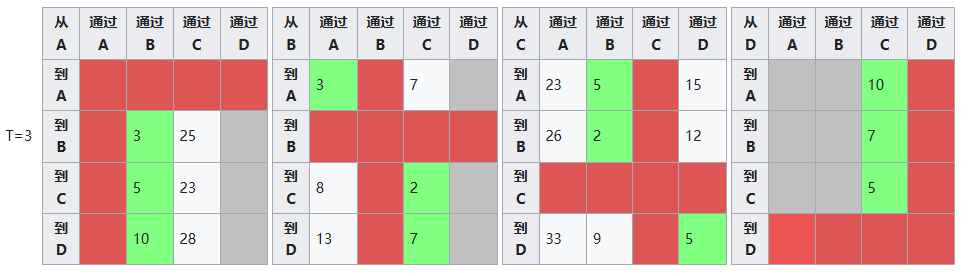 从 通过 通过 通过 通过 从 通过 通过 通过 通过 从 通过 通过 通过 通过 从 通过 通过 通过 通过
A A B C D B A B C D C A B C D D A B C D
到 到 3 7 到 23 5 15 到 10
A A A A
T=3 到 3 25 到 到 26 2 12 到 7
B B B B
到 5 23 到 8 2 到 到 5
C C C C
到 10 28 到 13 7 到 33 9 5 到
D D D D